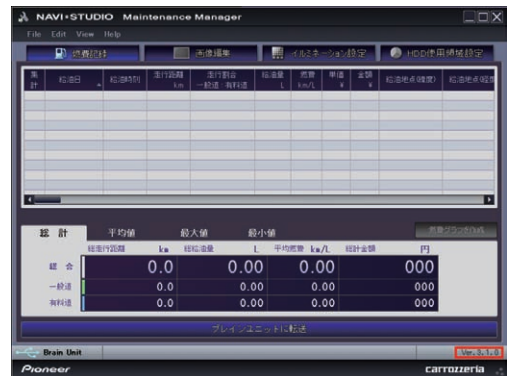 NAVI*STUDIO Maintenance Manager
File Edit View Help
燃費記録 画像編集 イルミネーション設定 HDD使用領域設定
集計 給油日 給油時刻 走行距離 km 走行割合 一般道:有料道 給油量 L 燃費 km/L 単価 ¥ 金額 ¥ 給油地点(緯度) 給油地点(経度
総 計 平均値 最大値 最小値 燃費グラフを作成
総走行距離 km 総給油量 L 平均燃費 km/L 総計金額 円
総 合 0.0 0.00 0.00 000
一般道 0.0 0.00 0.00 000
有料道 0.0 0.00 0.00 000
ブレインユニットに転送
Brain Unit Ver. 3.1.0
Pioneer carrozzeria